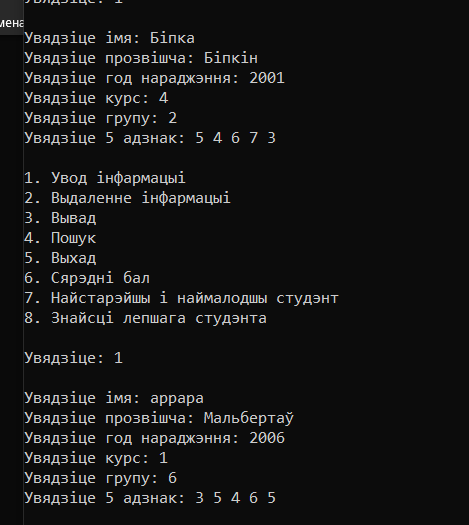 Увядзіце: 1
мена
Увядзіце імя: Біпка
Увядзіце прозвішча: Біпкін
Увядзіце год нараджэння: 2001
Увядзіце курс: 4
Увядзіце групу: 2
Увядзіце 5 адзнак: 5 4 6 7 3
1. Увод інфармацыі
2. Выдаленне інфармацыі
3. Вывад
4. Пошук
5. Выхад
6. Сярэдні бал
7. Найстарэйшы і наймалодшы студэнт
8. Знайсці лепшага студэнта
Увядзіце: 1
Увядзіце імя: аррара
Увядзіце прозвішча: Мальбертаў
Увядзіце год нараджэння: 2006
Увядзіце курс: 1
Увядзіце групу: 6
Увядзіце 5 адзнак: 3 5 4 6 5